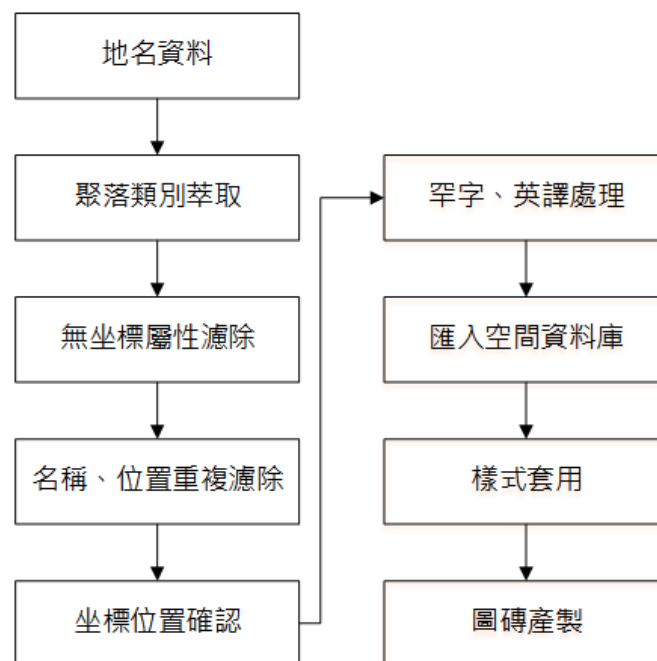 地名資料
聚落類別萃取
無坐標屬性濾除
名稱、位置重複濾除
坐標位置確認
罕字、英譯處理
匯入空間資料庫
樣式套用
圖磚產製